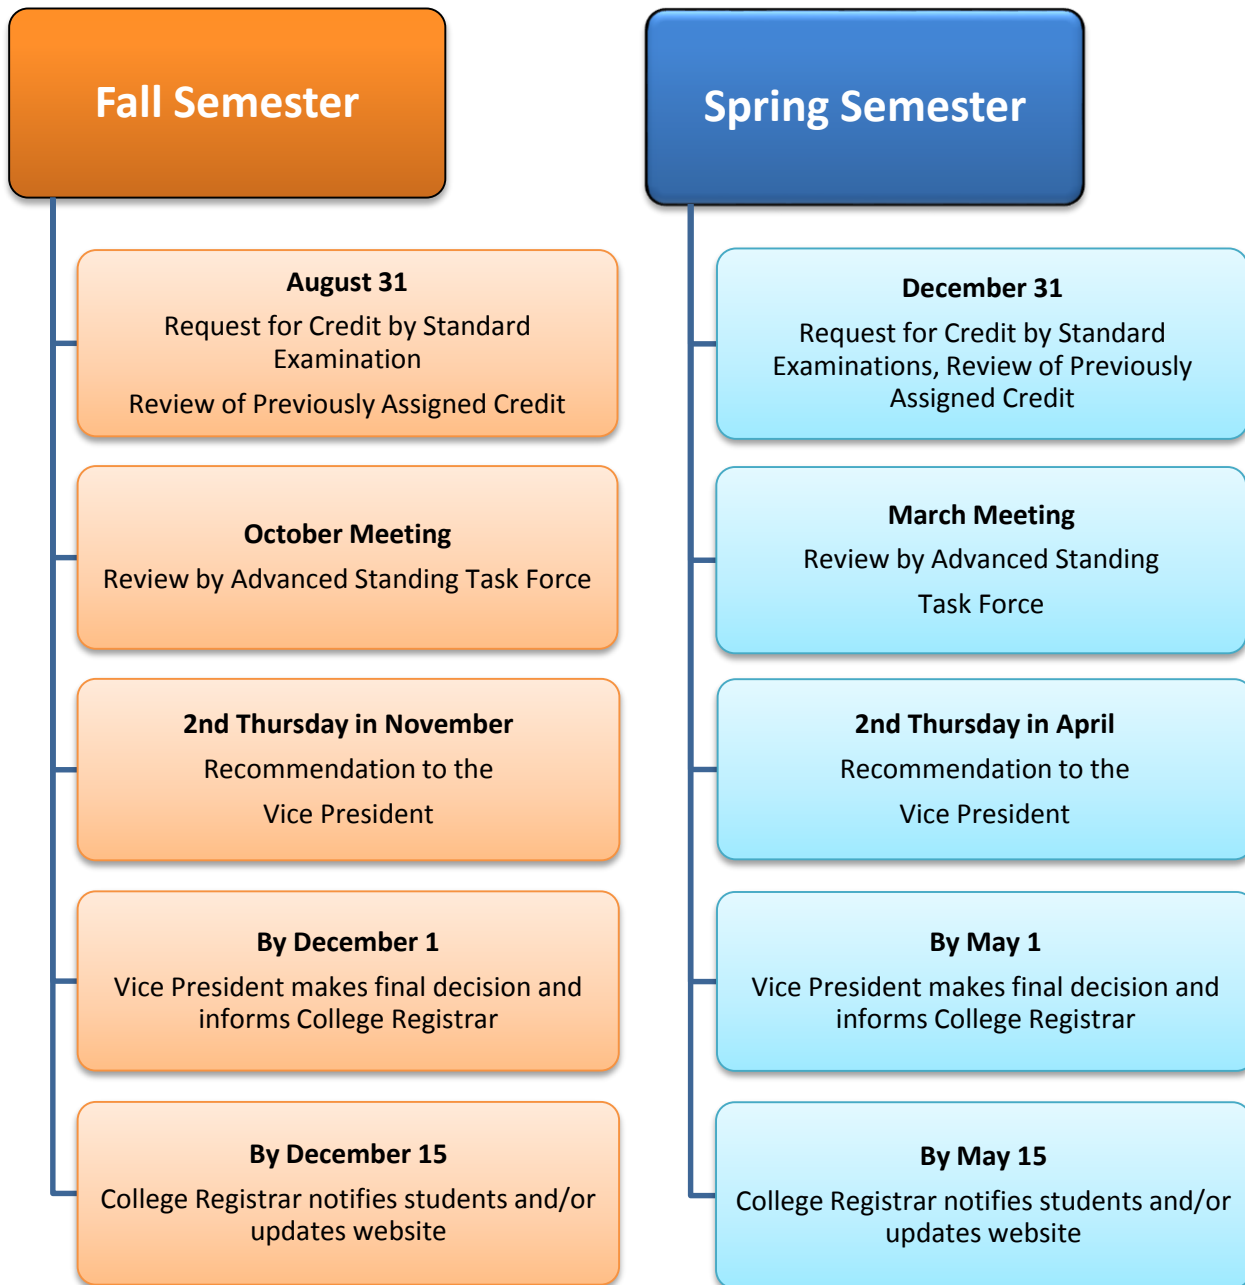 Fall Semester
August 31
Request for Credit by Standard
Examination
Review of Previously Assigned Credit
October Meeting
Review by Advanced Standing Task Force
2nd Thursday in November
Recommendation to the
Vice President
By December 1
Vice President makes final decision and
informs College Registrar
By December 15
College Registrar notifies students and/or
updates website
Spring Semester
December 31
Request for Credit by Standard
Examinations, Review of Previously
Assigned Credit
March Meeting
Review by Advanced Standing
Task Force
2nd Thursday in April
Recommendation to the
Vice President
By May 1
Vice President makes final decision and
informs College Registrar
By May 15
College Registrar notifies students and/or
updates website